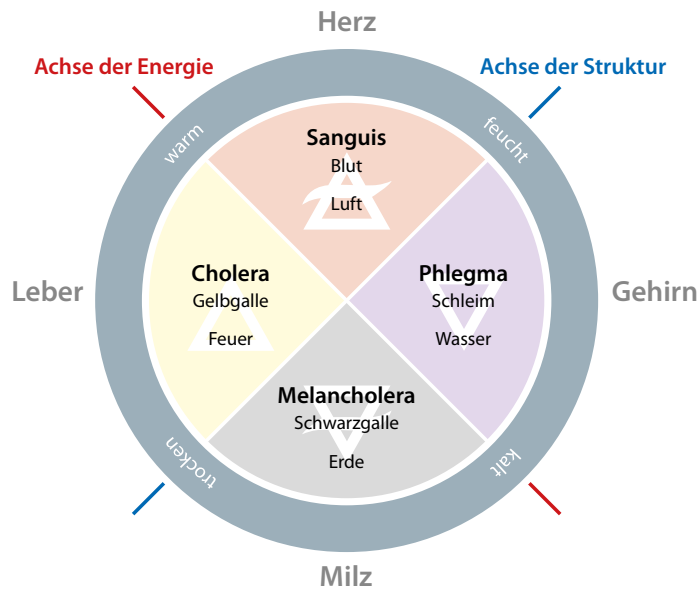 Herz
Achse der Energie
Achse der Struktur
warm
feucht
Sanguis
Blut
Luft
Leber
Cholera
Gelbgalle
Feuer
Phlegma
Schleim
Wasser
Gehirn
Melancholera
Schwarzgalle
Erde
trocken
kalt
Milz